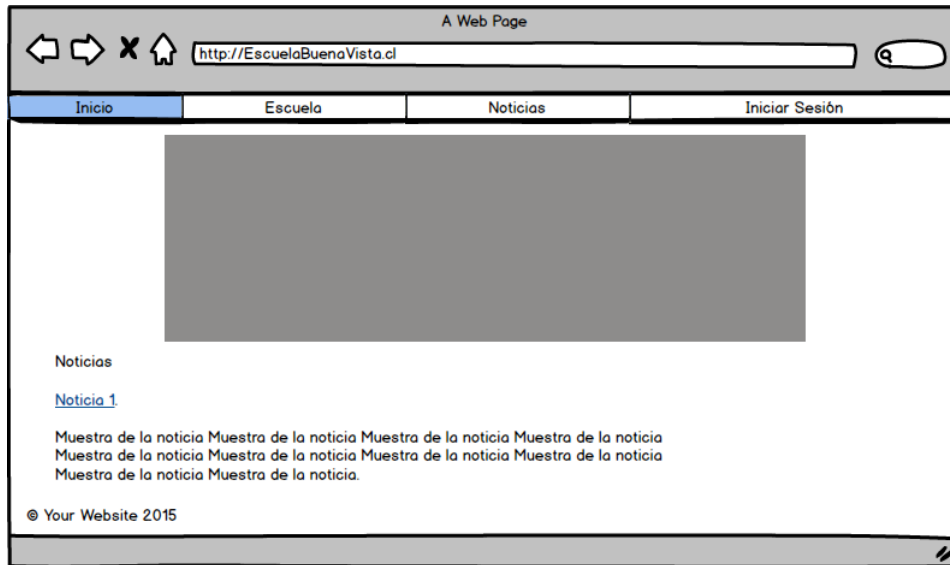 A Web Page
http://EscuelaBuenaVista.cl
Inicio Escuela Noticias Iniciar Sesión
Noticias
Noticia 1.
Muestra de la noticia Muestra de la noticia Muestra de la noticia Muestra de la noticia
Muestra de la noticia Muestra de la noticia Muestra de la noticia Muestra de la noticia
Muestra de la noticia Muestra de la noticia.
© Your Website 2015